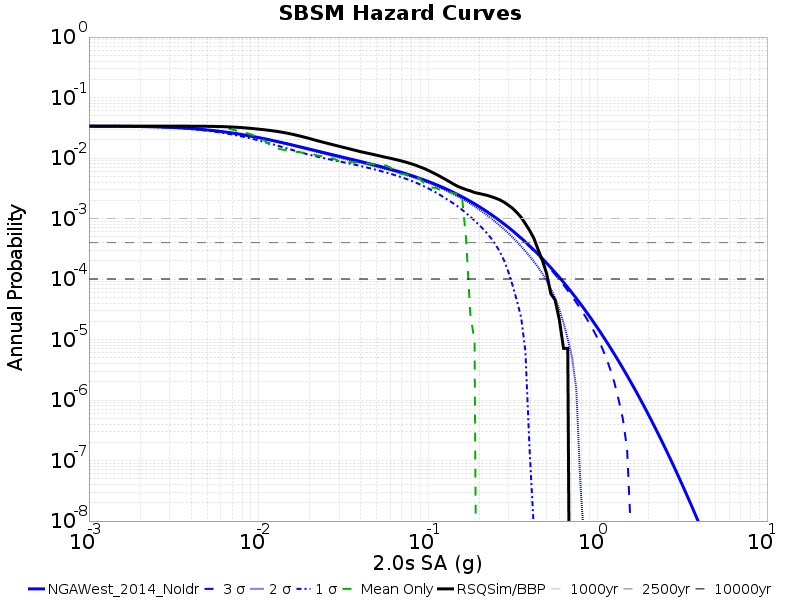 SBSM Hazard Curves
10^0
10^-1
10^-2
10^-3
10^-4
10^-5
10^-6
10^-7
10^-8
Annual Probability
10^-3 10^-2 10^-1 10^0 10^1
2.0s SA (g)
NGAWest_2014_NoIdr 3 σ 2 σ 1 σ Mean Only RSQSim/BBP 1000yr 2500yr 10000yr